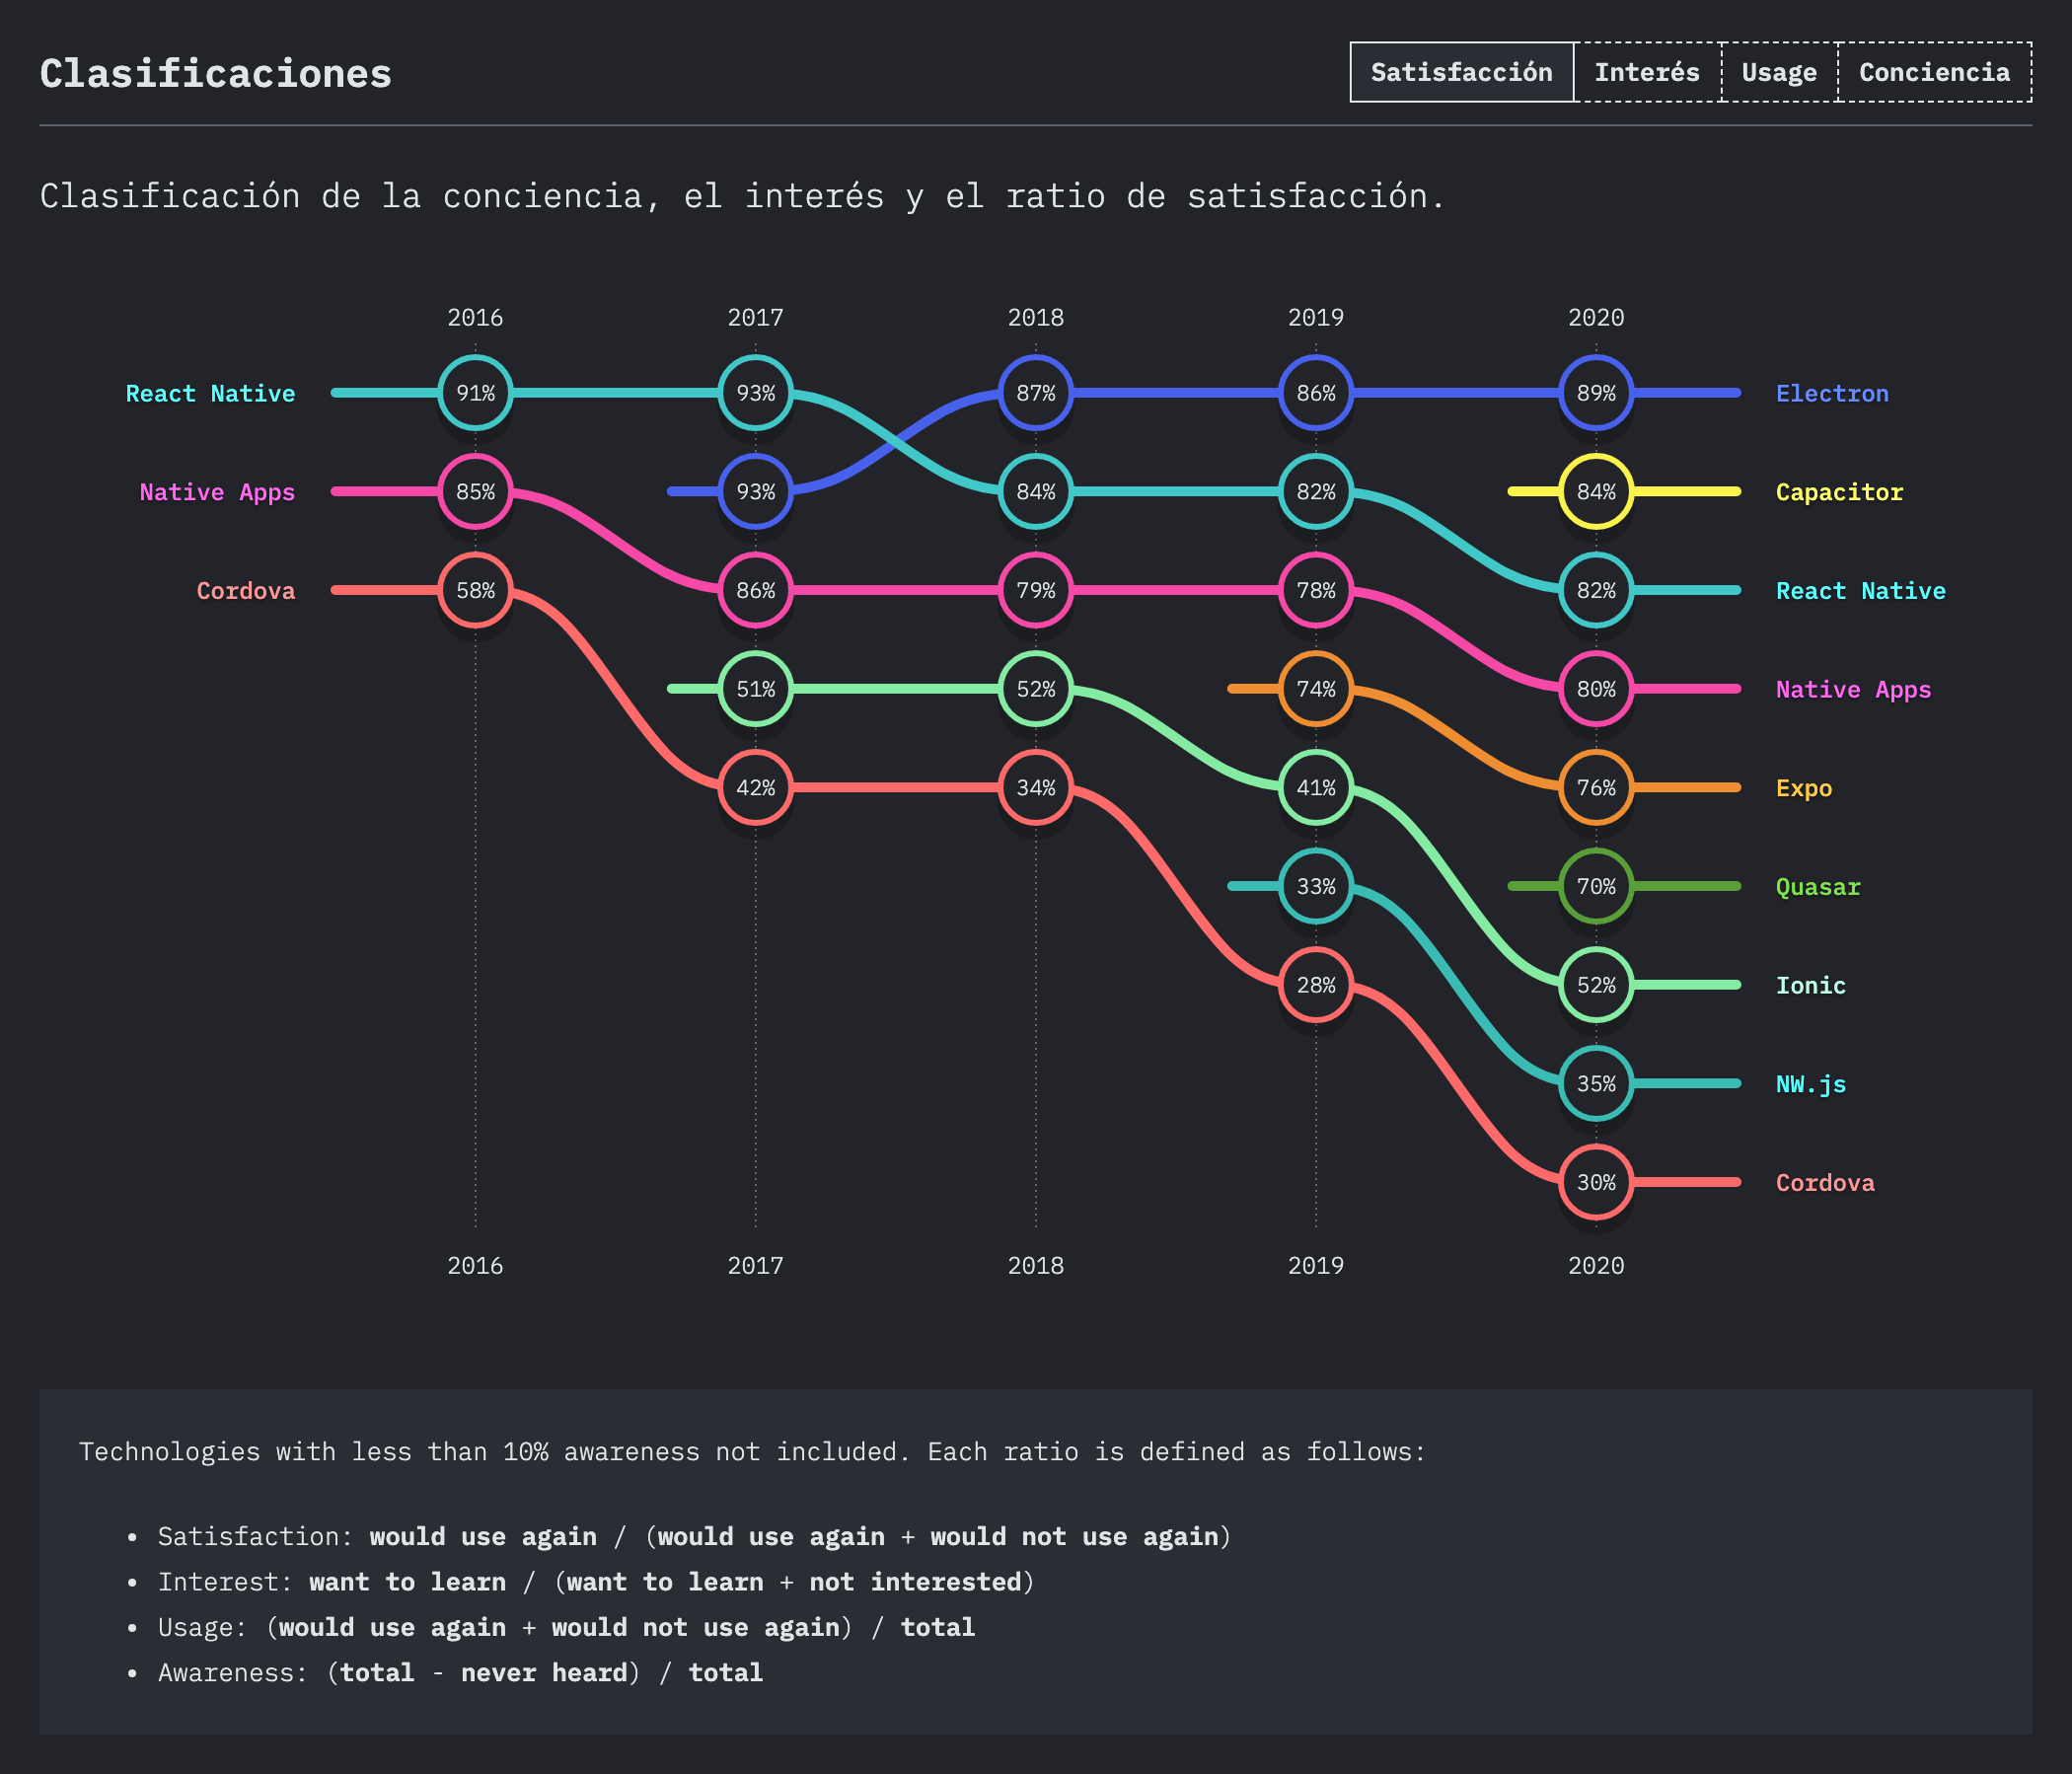 Clasificaciones
Satisfacción Interés Usage Conciencia
Clasificación de la conciencia, el interés y el ratio de satisfacción.
2016 2017 2018 2019 2020
React Native 91% 93% 87% 86% 89% Electron
Native Apps 85% 93% 84% 82% 84% Capacitor
Cordova 58% 86% 79% 78% 82% React Native
51% 52% 74% 80% Native Apps
42% 34% 41% 76% Expo
33% 70% Quasar
28% 52% Ionic
35% NW.js
30% Cordova
2016 2017 2018 2019 2020
Technologies with less than 10% awareness not included. Each ratio is defined as follows:
• Satisfaction: would use again / (would use again + would not use again)
• Interest: want to learn / (want to learn + not interested)
• Usage: (would use again + would not use again) / total
• Awareness: (total - never heard) / total